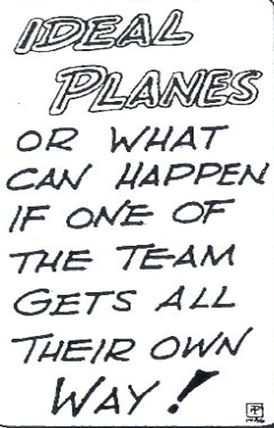 IDEAL
PLANES
OR WHAT
CAN HAPPEN
IF ONE OF
THE TEAM
GETS ALL
THEIR OWN
WAY!